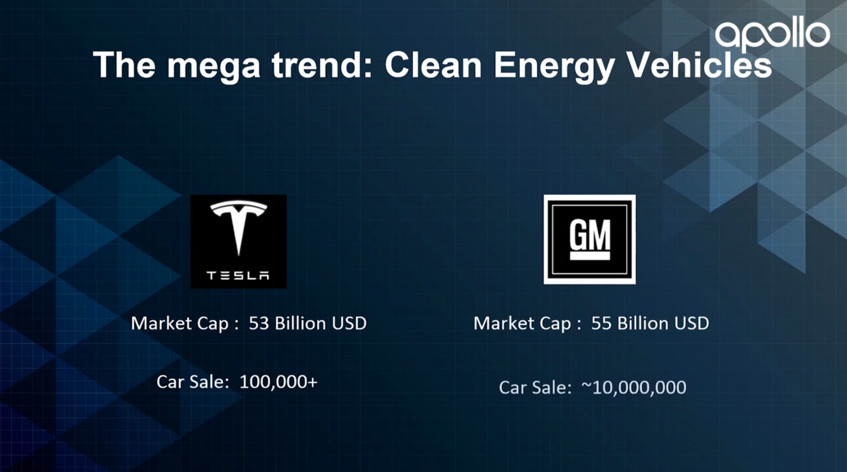 apollo
The mega trend: Clean Energy Vehicles
TESLA
GM
Market Cap : 53 Billion USD
Market Cap : 55 Billion USD
Car Sale: 100,000+
Car Sale: ~10,000,000